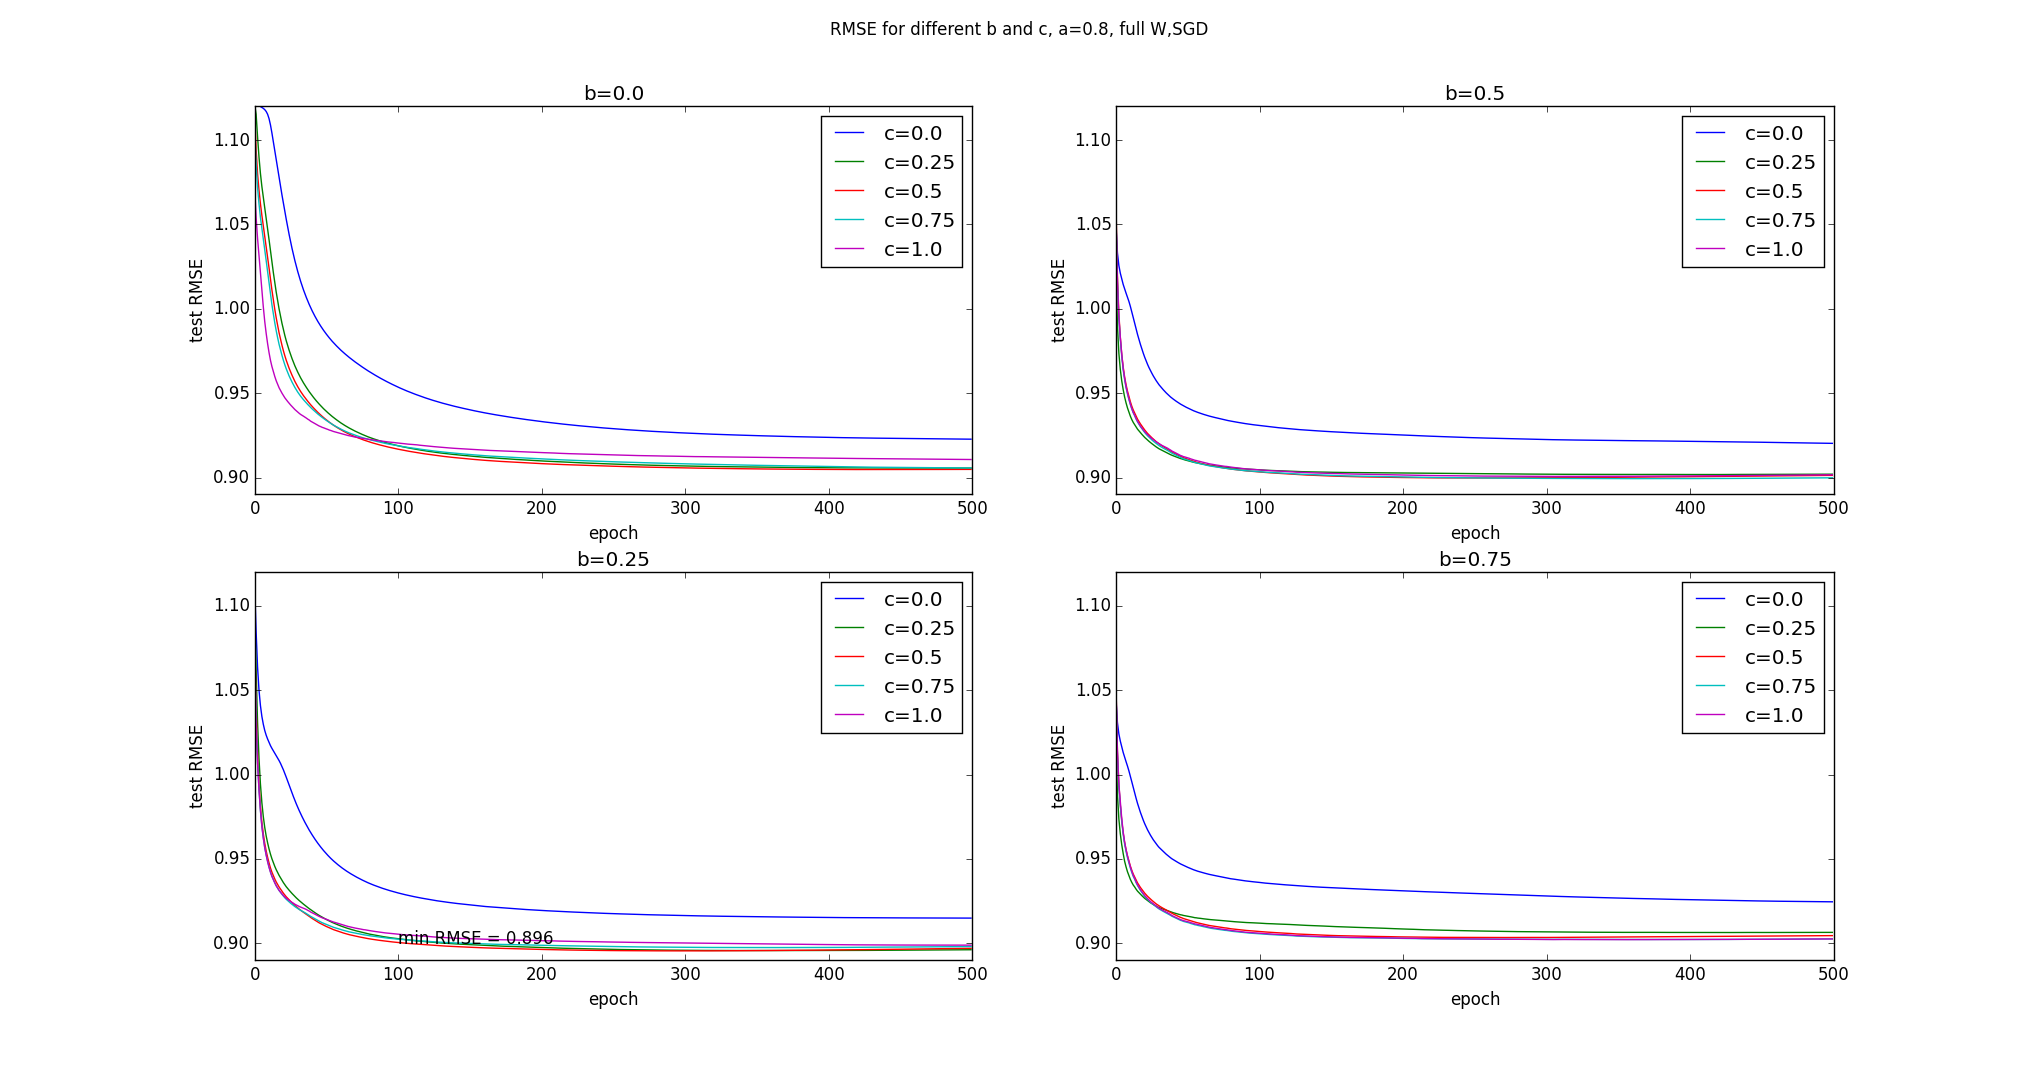 RMSE for different b and c, a=0.8, full W,SGD
b=0.0
1.10
1.05
1.00
0.95
0.90
test RMSE
c=0.0
c=0.25
c=0.5
c=0.75
c=1.0
0 100 200 300 400 500
epoch
b=0.5
1.10
1.05
1.00
0.95
0.90
test RMSE
c=0.0
c=0.25
c=0.5
c=0.75
c=1.0
0 100 200 300 400 500
epoch
b=0.25
1.10
1.05
1.00
0.95
0.90
test RMSE
c=0.0
c=0.25
c=0.5
c=0.75
c=1.0
min RMSE = 0.896
0 100 200 300 400 500
epoch
b=0.75
1.10
1.05
1.00
0.95
0.90
test RMSE
c=0.0
c=0.25
c=0.5
c=0.75
c=1.0
0 100 200 300 400 500
epoch